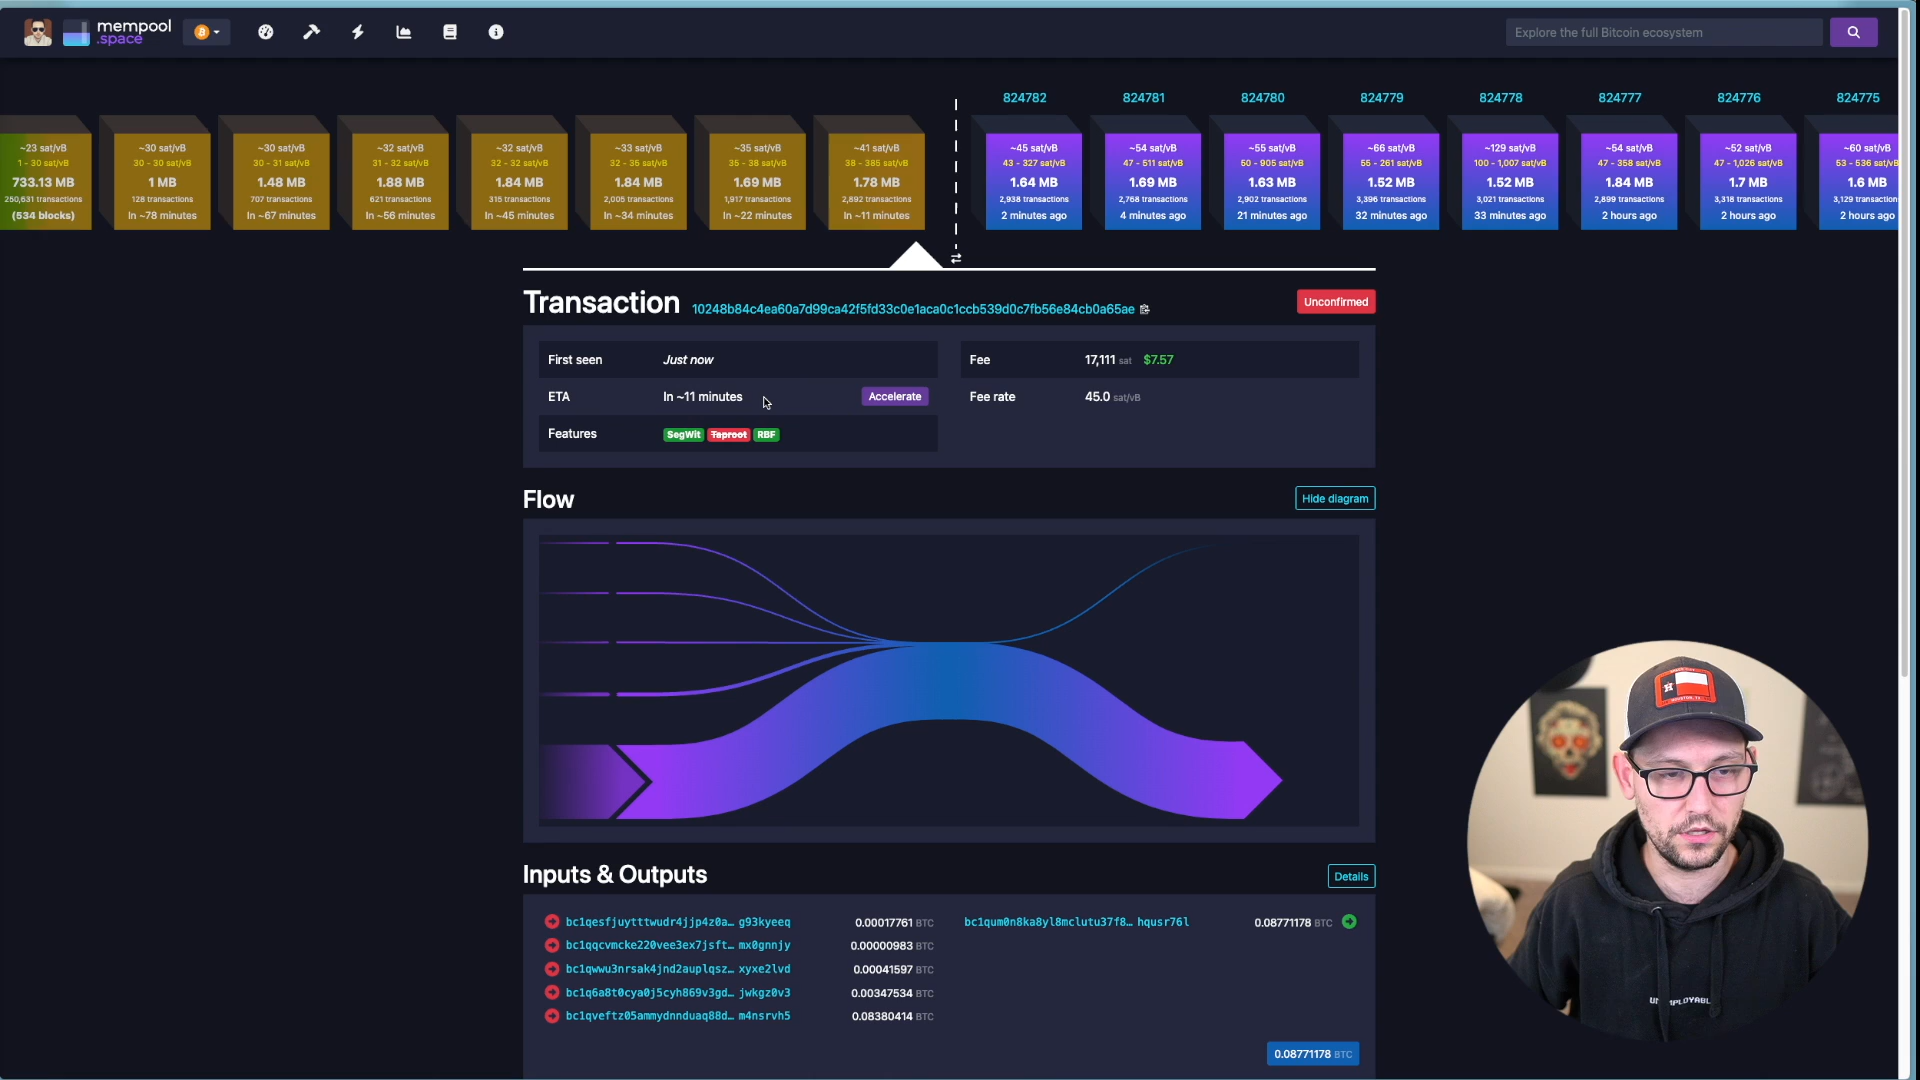 mempool
.space
Explore the full Bitcoin ecosystem
824782
824781
824780
824779
824778
824777
824776
824775
~23 sat/vB
1 - 30 sat/vB
733.13 MB
250,631 transactions
(534 blocks)
~30 sat/vB
30 - 30 sat/vB
1 MB
128 transactions
In ~78 minutes
~30 sat/vB
30 - 31 sat/vB
1.48 MB
707 transactions
In ~67 minutes
~32 sat/vB
31 - 32 sat/vB
1.88 MB
621 transactions
In ~56 minutes
~32 sat/vB
32 - 32 sat/vB
1.84 MB
315 transactions
In ~45 minutes
~33 sat/vB
32 - 35 sat/vB
1.84 MB
2,005 transactions
In ~34 minutes
~35 sat/vB
35 - 38 sat/vB
1.69 MB
1,917 transactions
In ~22 minutes
~41 sat/vB
38 - 385 sat/vB
1.78 MB
2,892 transactions
In ~11 minutes
~45 sat/vB
43 - 327 sat/vB
1.64 MB
2,938 transactions
2 minutes ago
~54 sat/vB
47 - 511 sat/vB
1.69 MB
2,768 transactions
4 minutes ago
~55 sat/vB
50 - 905 sat/vB
1.63 MB
2,902 transactions
21 minutes ago
~66 sat/vB
55 - 261 sat/vB
1.52 MB
3,396 transactions
32 minutes ago
~129 sat/vB
100 - 1,007 sat/vB
1.52 MB
3,021 transactions
33 minutes ago
~54 sat/vB
47 - 358 sat/vB
1.84 MB
2,899 transactions
2 hours ago
~52 sat/vB
47 - 1,026 sat/vB
1.7 MB
3,318 transactions
2 hours ago
~60 sat/vB
53 - 536 sat/vB
1.6 MB
3,129 transactions
2 hours ago
Transaction 10248b84c4ea60a7d99ca42f5fd33c0e1aca0c1ccb539d0c7fb56e84cb0a65ae
Unconfirmed
First seen Just now
Fee 17,111 sat $7.57
ETA In ~11 minutes Accelerate
Fee rate 45.0 sat/vB
Features SegWit Taproot RBF
Flow
Hide diagram
Inputs & Outputs
Details
bc1qesfjuytttwudr4jjp4z0a… g93kyeeq 0.00017761 BTC
bc1qum0n8ka8yl8mclutu37f8… hqusr76l 0.08771178 BTC
bc1qqcvmcke220vee3ex7jsft… mx0gnnjy 0.00000983 BTC
bc1qwwu3nrsak4jnd2auplqsz… xyxe2lvd 0.00041597 BTC
bc1q6a8t0cya0j5cyh869v3gd… jwkgz0v3 0.00347534 BTC
bc1qveftz05ammydnnduaq88d… m4nsrvh5 0.08380414 BTC
0.08771178 BTC